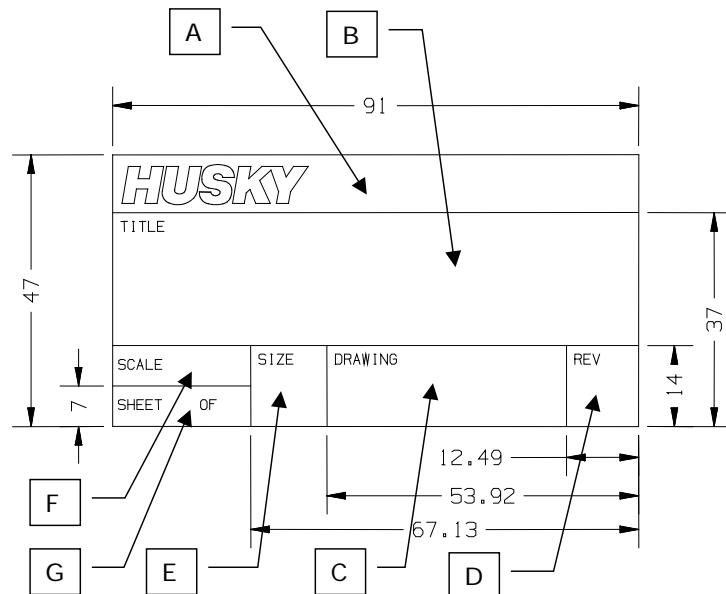 A
B
91
HUSKY
TITLE
47
37
SCALE
SIZE
DRAWING
REV
14
7
SHEET OF
12.49
F
53.92
67.13
G
E
C
D